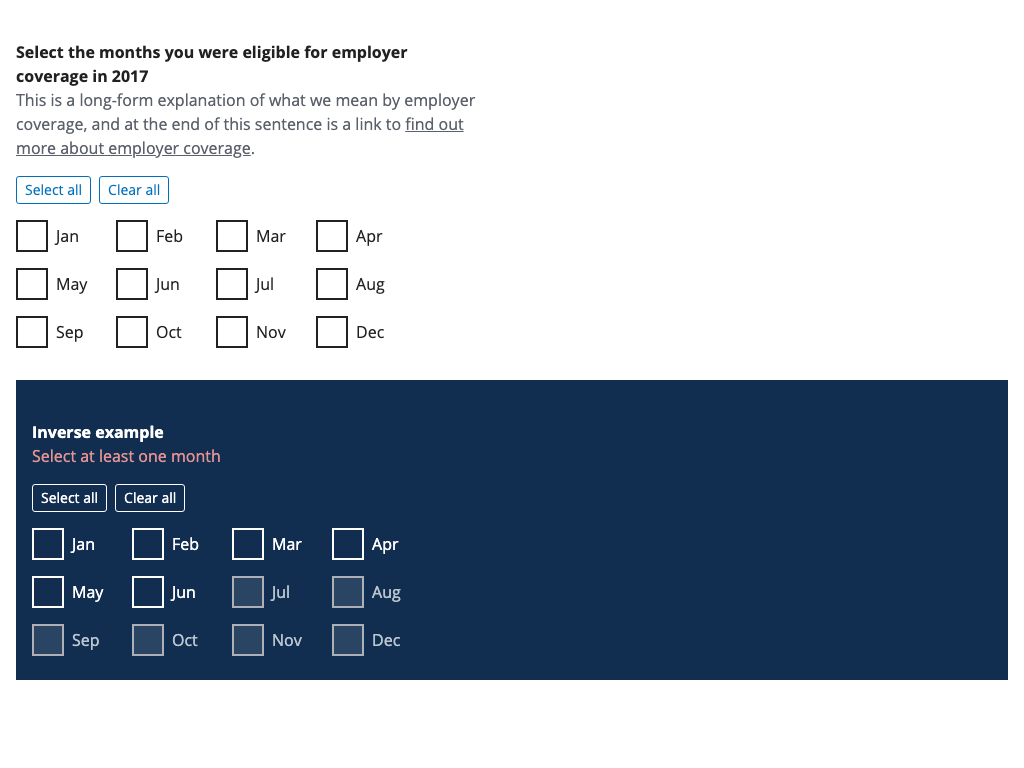 Select the months you were eligible for employer
coverage in 2017
This is a long-form explanation of what we mean by employer
coverage, and at the end of this sentence is a link to find out
more about employer coverage.
Select all Clear all
Jan Feb Mar Apr
May Jun Jul Aug
Sep Oct Nov Dec
Inverse example
Select at least one month
Select all Clear all
Jan Feb Mar Apr
May Jun Jul Aug
Sep Oct Nov Dec